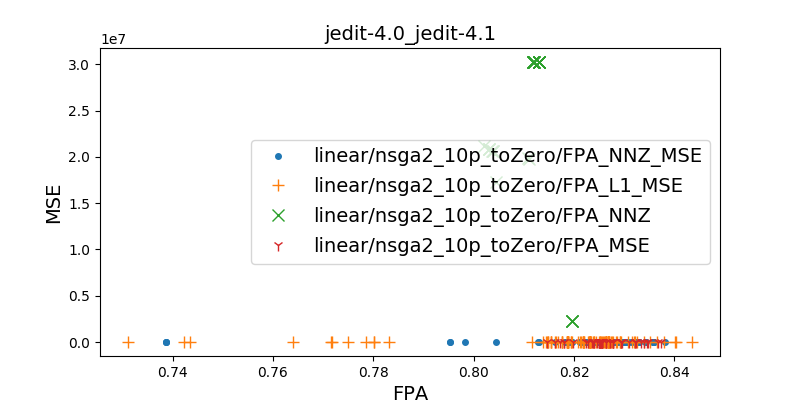 jedit-4.0_jedit-4.1
1e7
3.0
2.5
2.0
1.5
1.0
0.5
0.0
MSE
linear/nsga2_10p_toZero/FPA_NNZ_MSE
linear/nsga2_10p_toZero/FPA_L1_MSE
linear/nsga2_10p_toZero/FPA_NNZ
linear/nsga2_10p_toZero/FPA_MSE
0.74 0.76 0.78 0.80 0.82 0.84
FPA